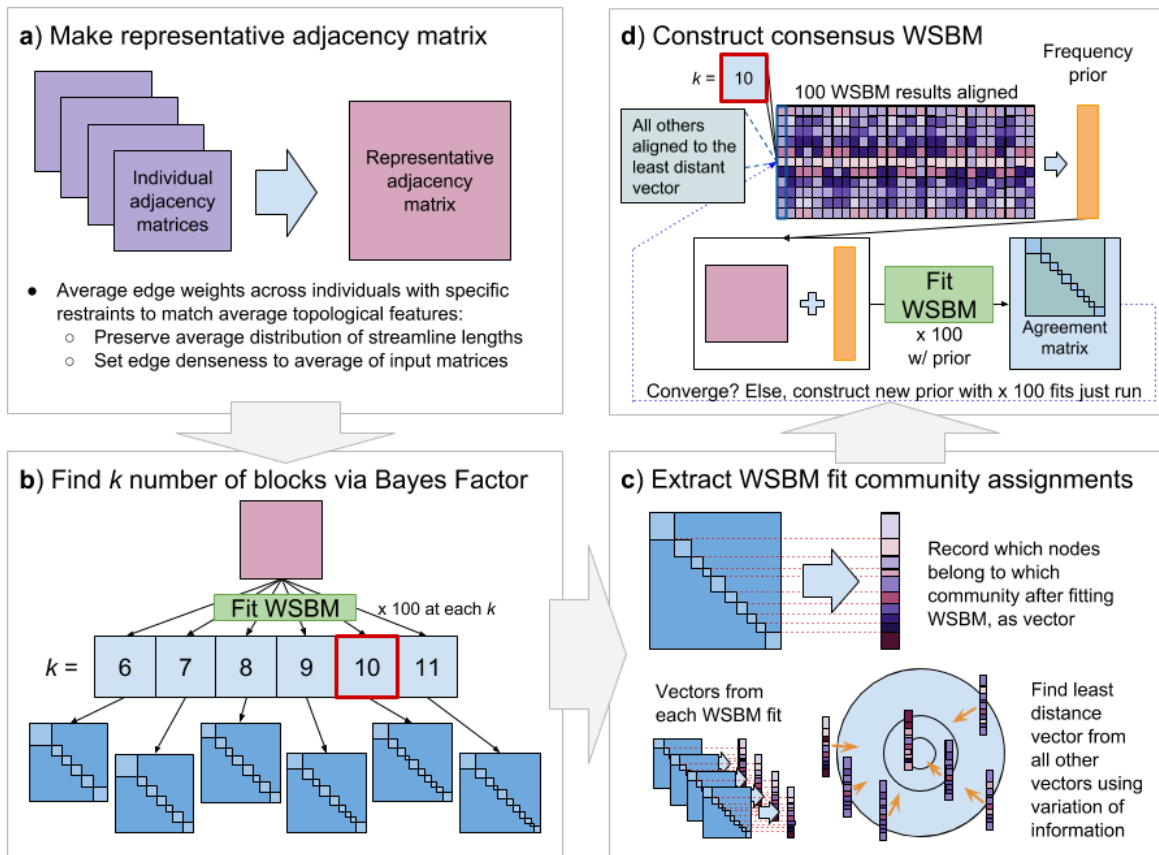 a) Make representative adjacency matrix
Individual
adjacency
matrices
Representative
adjacency
matrix
● Average edge weights across individuals with specific
restraints to match average topological features:
○ Preserve average distribution of streamline lengths
○ Set edge denseness to average of input matrices
b) Find k number of blocks via Bayes Factor
Fit WSBM
x 100 at each k
k = 6 7 8 9 10 11
c) Extract WSBM fit community assignments
Record which nodes
belong to which
community after fitting
WSBM, as vector
Vectors from
each WSBM fit
Find least
distance
vector from
all other
vectors using
variation of
information
d) Construct consensus WSBM
Frequency
prior
k = 10
100 WSBM results aligned
All others
aligned to the
least distant
vector
Fit
WSBM
x 100
w/ prior
Agreement
matrix
Converge? Else, construct new prior with x 100 fits just run